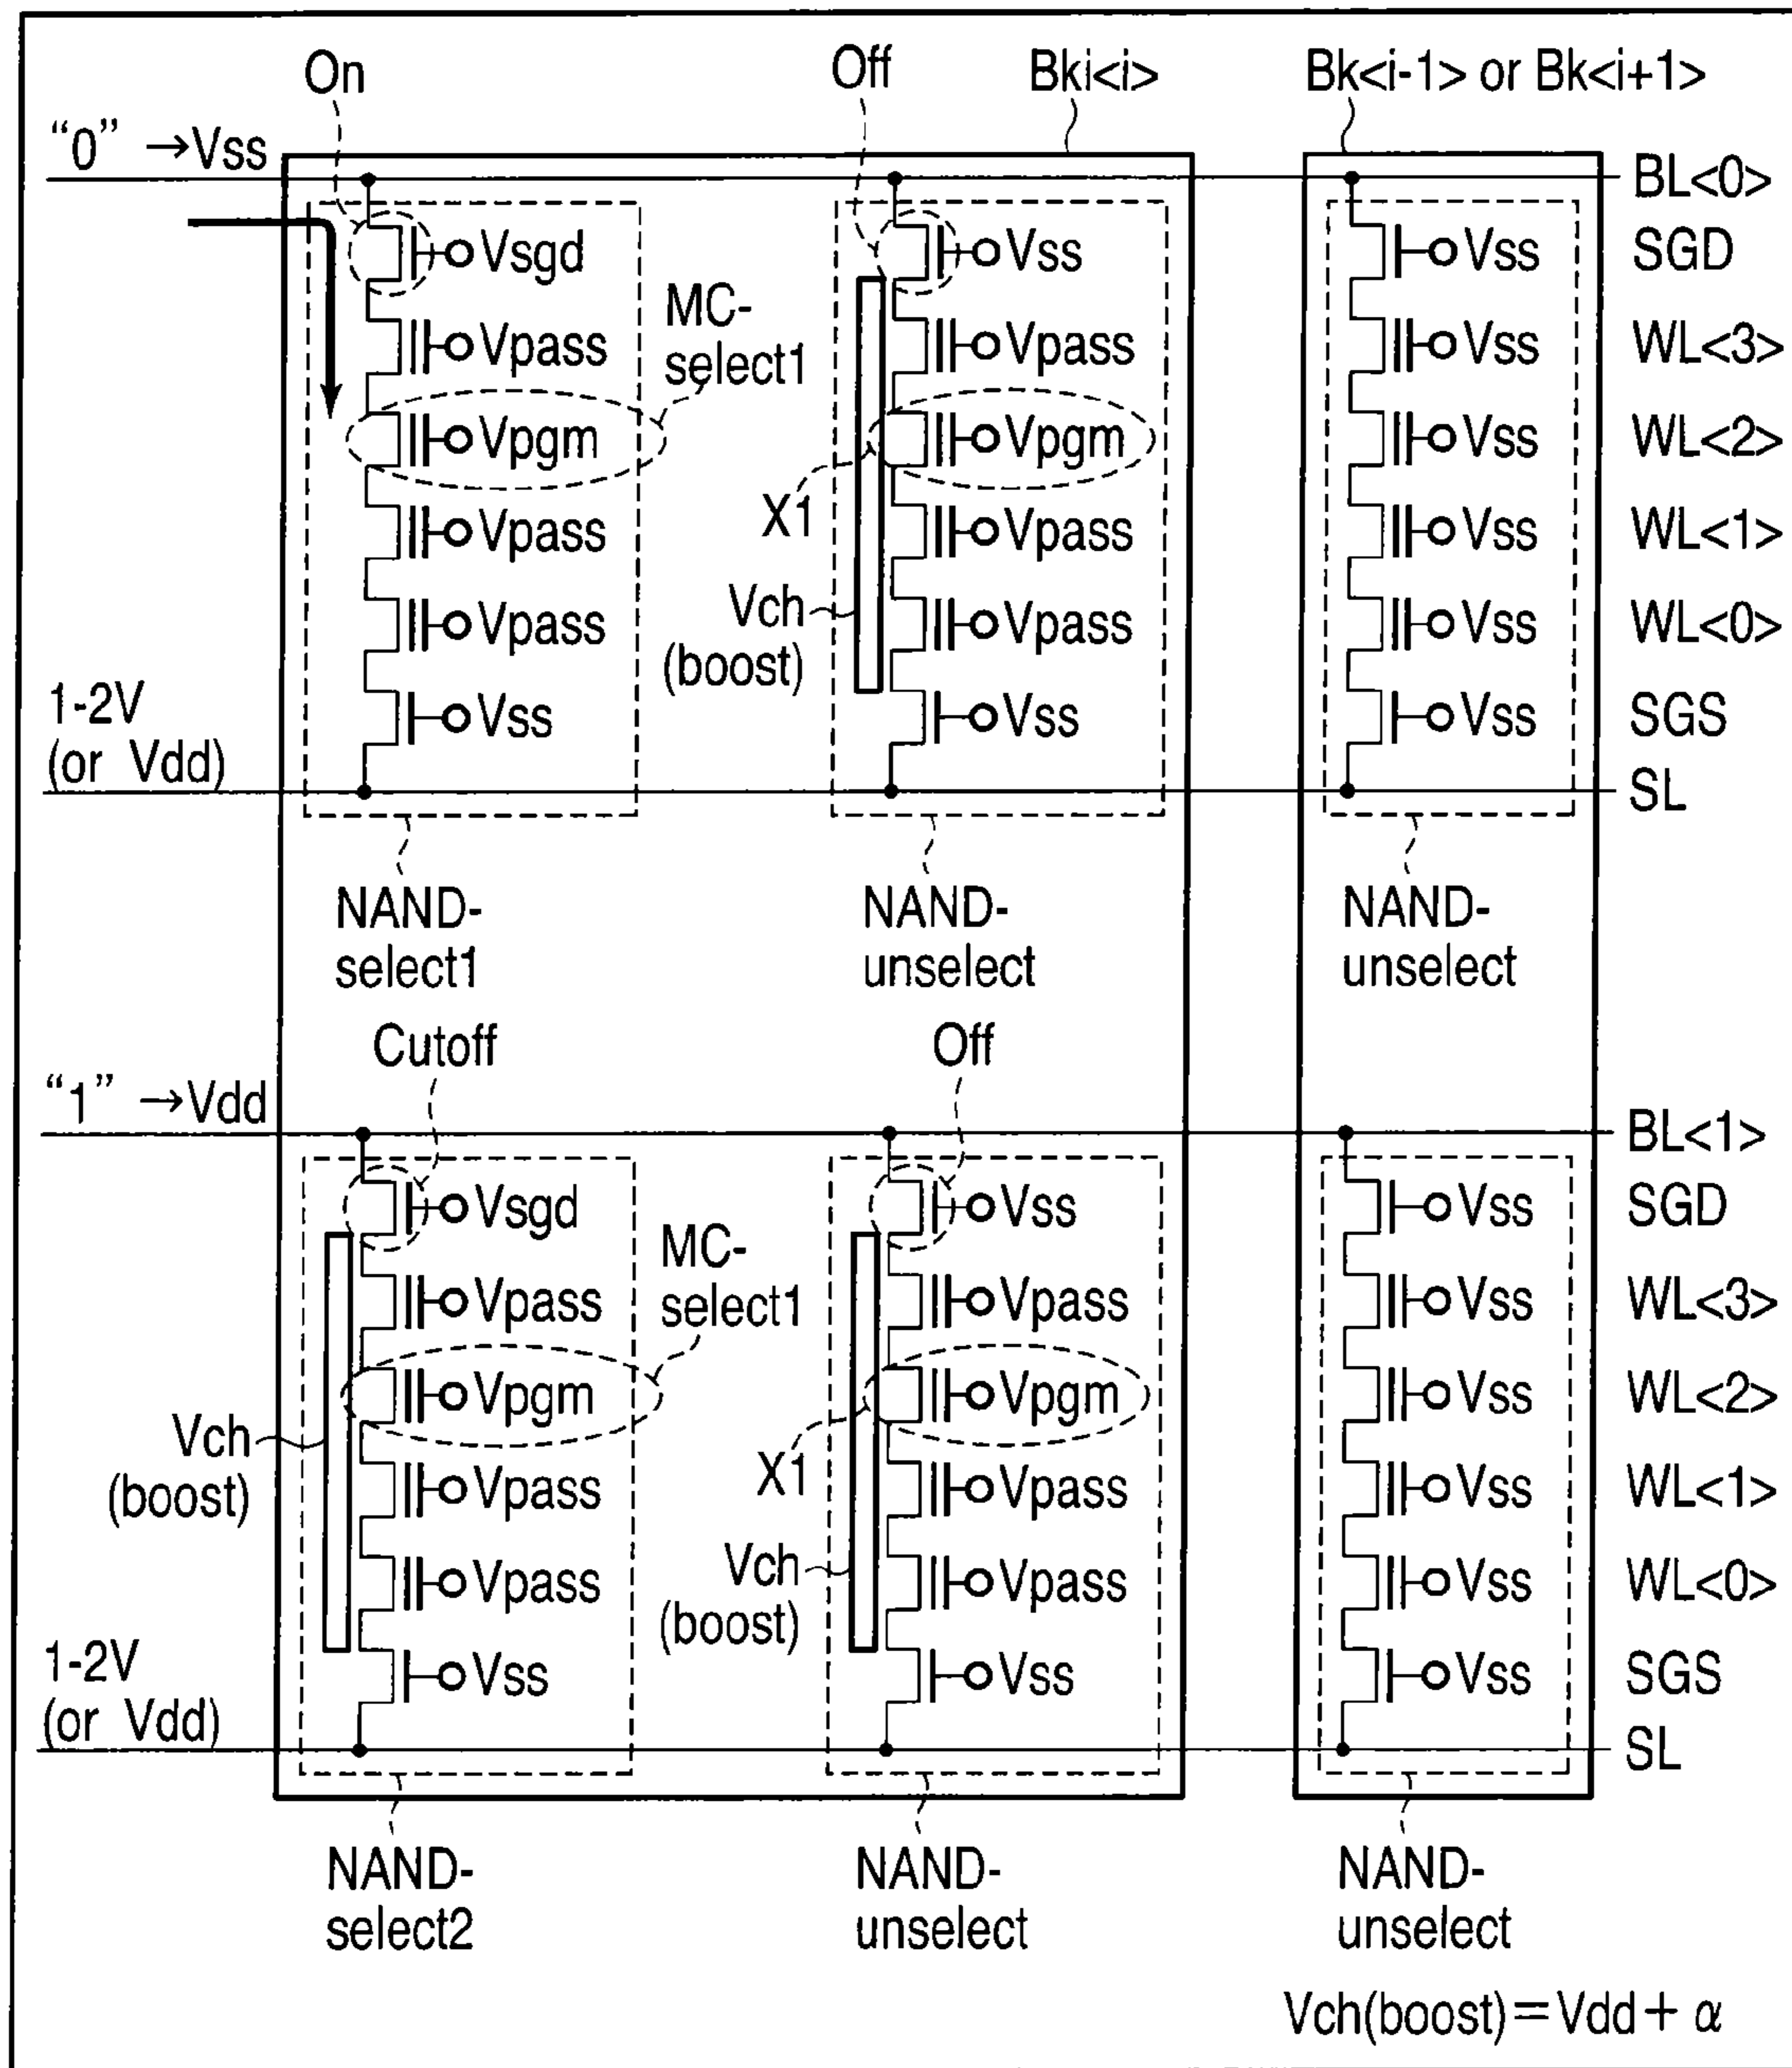 On
Off
Bki<i>
Bk<i-1> or Bk<i+1>
“0” →Vss
BL<0>
Vsgd
Vss
Vss
SGD
MC-
select1
Vpass
Vpass
Vss
WL<3>
Vpgm
Vpgm
Vss
WL<2>
X1
Vpass
Vpass
Vss
WL<1>
Vch
(boost)
Vpass
Vpass
Vss
WL<0>
1-2V
(or Vdd)
Vss
Vss
Vss
SGS
SL
NAND-
select1
NAND-
unselect
NAND-
unselect
Cutoff
Off
“1” →Vdd
BL<1>
Vsgd
Vss
Vss
SGD
MC-
select1
Vpass
Vpass
Vss
WL<3>
Vpgm
Vpgm
Vss
WL<2>
Vch
(boost)
X1
Vpass
Vpass
Vss
WL<1>
Vch
(boost)
Vpass
Vpass
Vss
WL<0>
1-2V
(or Vdd)
Vss
Vss
Vss
SGS
SL
NAND-
select2
NAND-
unselect
NAND-
unselect
Vch(boost)=Vdd+ α